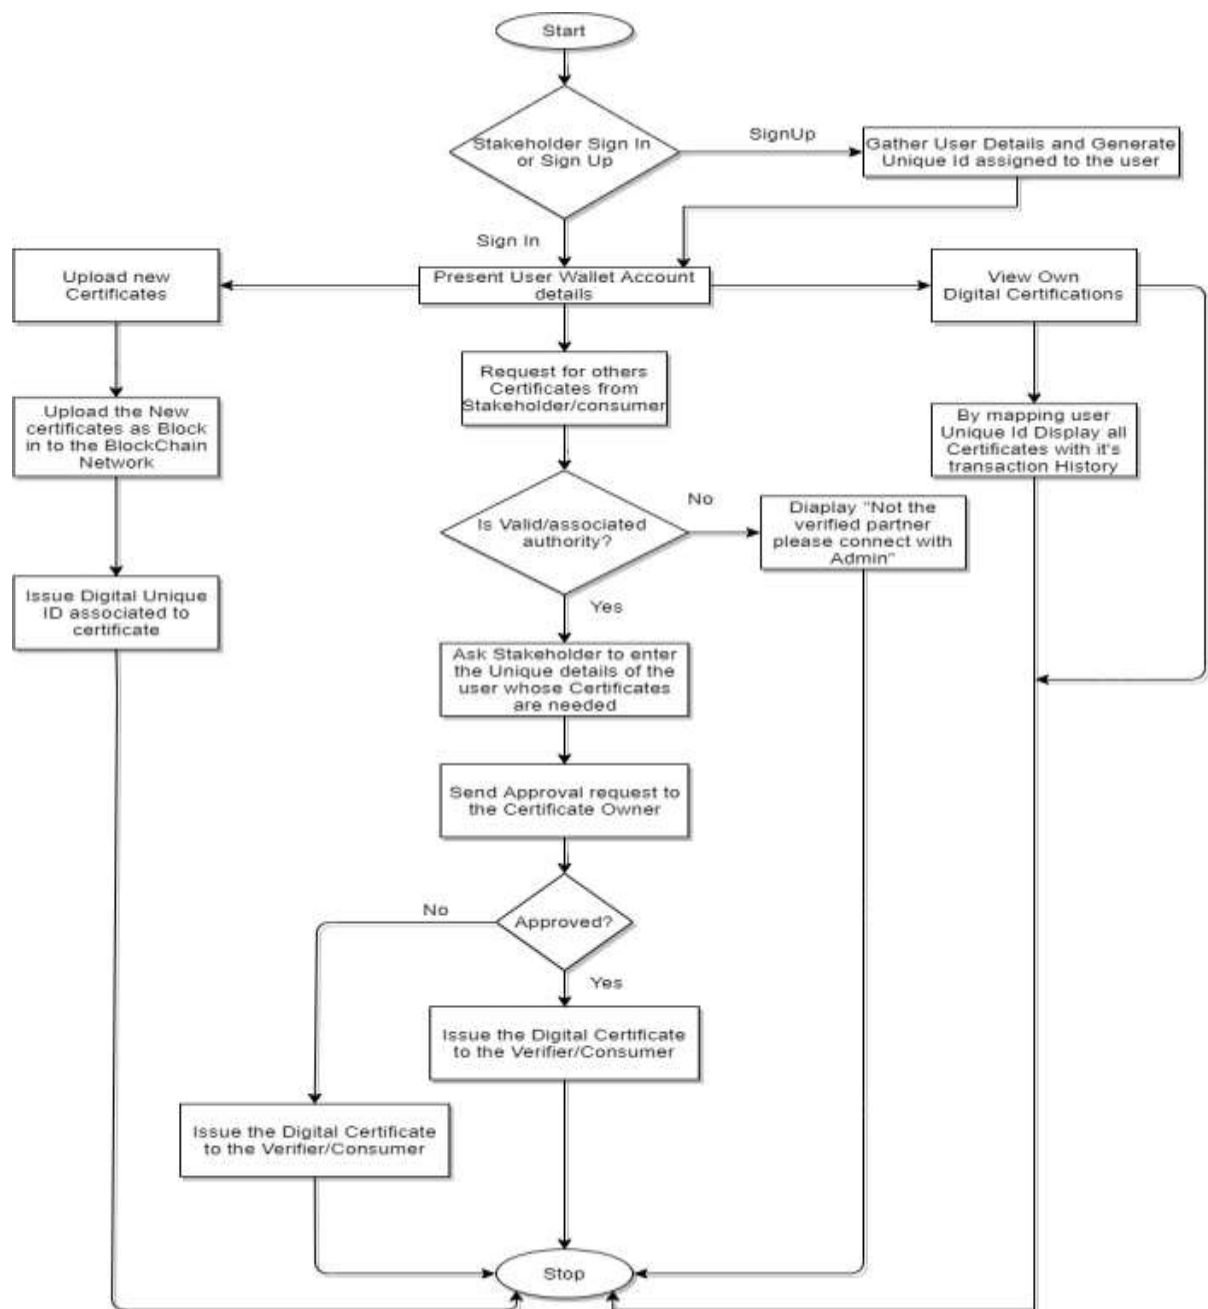 Start
Stakeholder Sign In
or Sign Up
SignUp
Gather User Details and Generate
Unique Id assigned to the user
Sign In
Upload new
Certificates
Present User Wallet Account
details
View Own
Digital Certifications
Request for others
Certificates from
Stakeholder/consumer
Upload the New
certificates as Block
in to the BlockChain
Network
By mapping user
Unique Id Display all
Certificates with it's
transaction History
Is Valid/associated
authority?
No
Diaplay "Not the
verified partner
please connect with
Admin"
Yes
Issue Digital Unique
ID associated to
certificate
Ask Stakeholder to enter
the Unique details of the
user whose Certificates
are needed
Send Approval request to
the Certificate Owner
Approved?
No
Yes
Issue the Digital Certificate
to the Verifier/Consumer
Issue the Digital Certificate
to the Verifier/Consumer
Stop